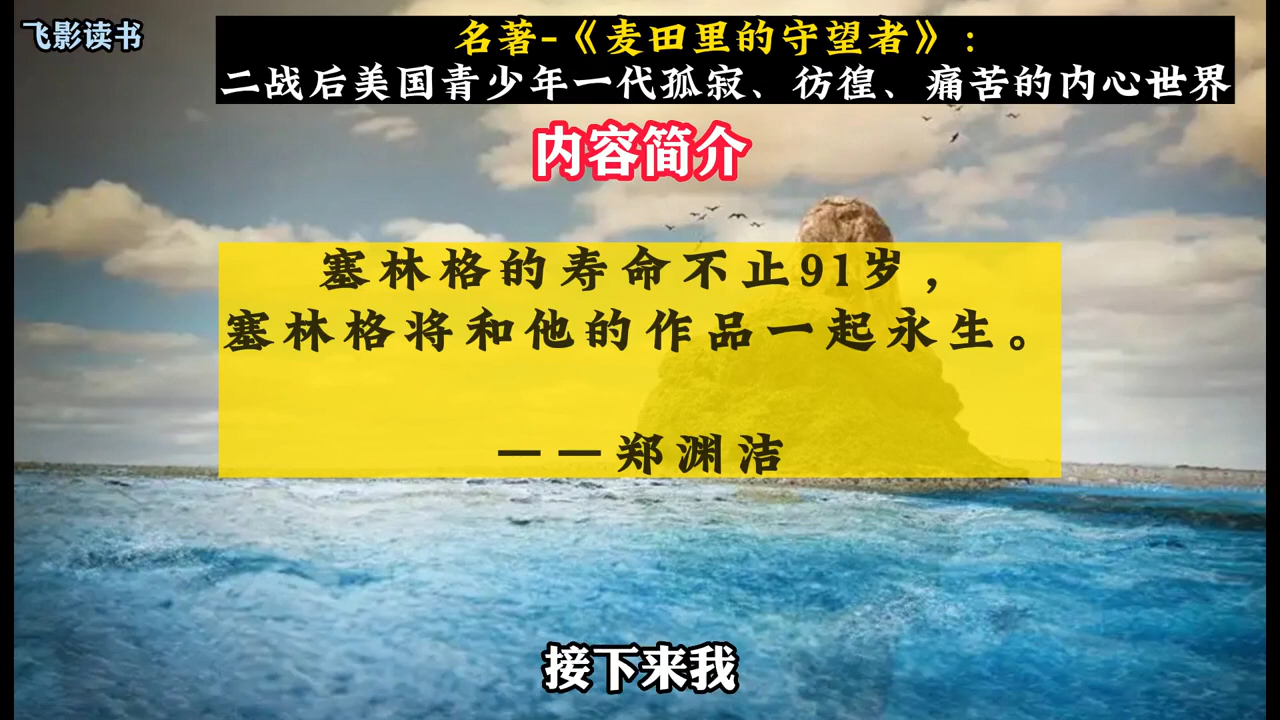 飞影读书
名著-《麦田里的守望者》:
二战后美国青少年一代孤寂、彷徨、痛苦的内心世界
内容简介
塞林格的寿命不止91岁，
塞林格将和他的作品一起永生。
——郑渊洁
接下来我